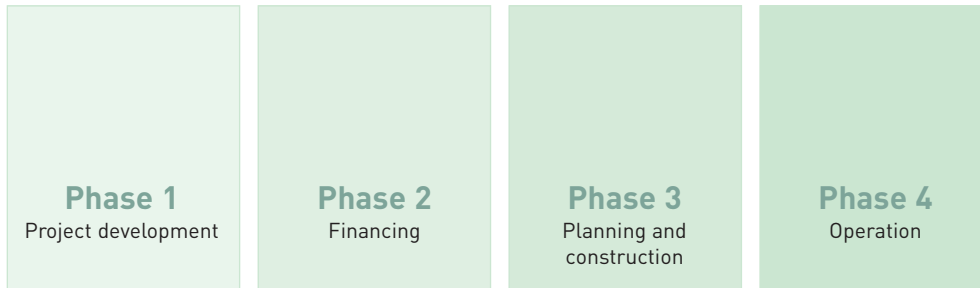 Phase 1
Project development
Phase 2
Financing
Phase 3
Planning and
construction
Phase 4
Operation